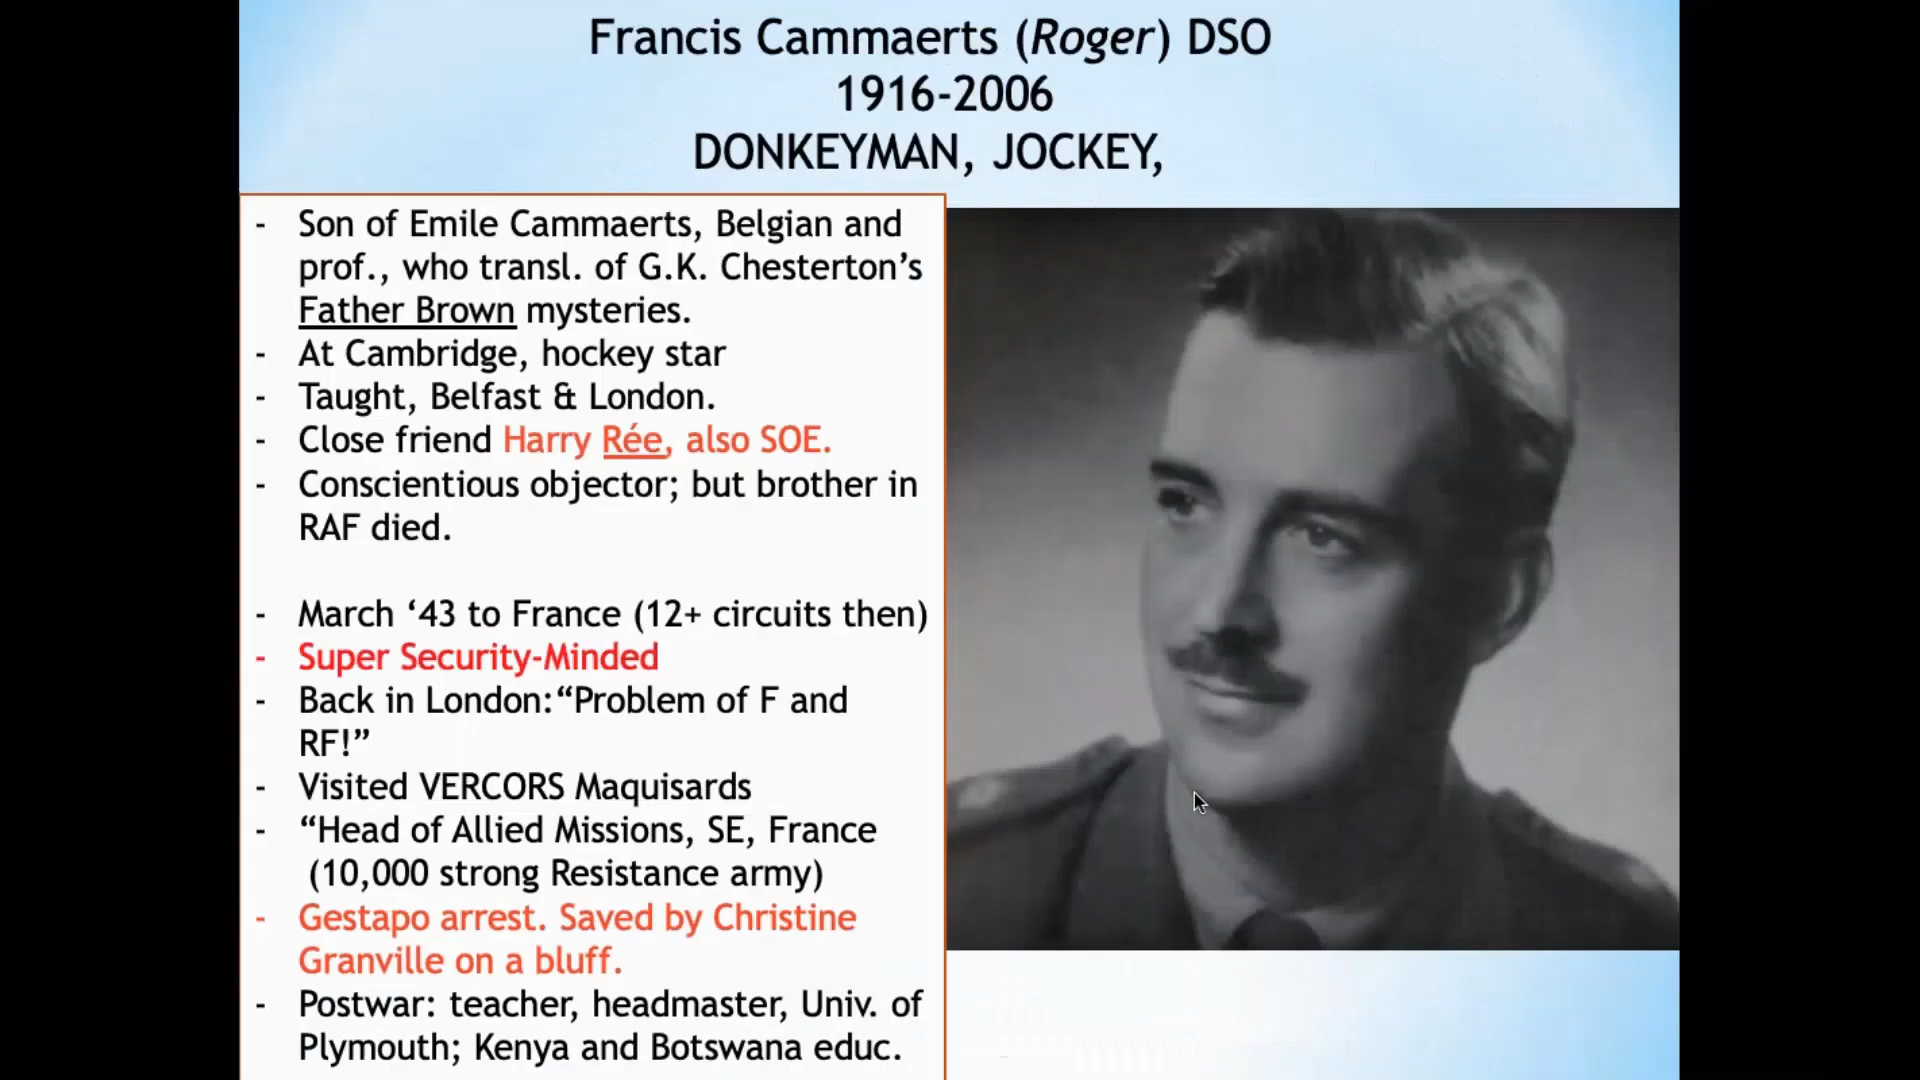 Francis Cammaerts (Roger) DSO
1916-2006
DONKEYMAN, JOCKEY,
- Son of Emile Cammaerts, Belgian and
prof., who transl. of G.K. Chesterton’s
Father Brown mysteries.
- At Cambridge, hockey star
- Taught, Belfast & London.
- Close friend Harry Rée, also SOE.
- Conscientious objector; but brother in
RAF died.
- March ‘43 to France (12+ circuits then)
- Super Security-Minded
- Back in London:“Problem of F and
RF!”
- Visited VERCORS Maquisards
- “Head of Allied Missions, SE, France
(10,000 strong Resistance army)
- Gestapo arrest. Saved by Christine
Granville on a bluff.
- Postwar: teacher, headmaster, Univ. of
Plymouth; Kenya and Botswana educ.